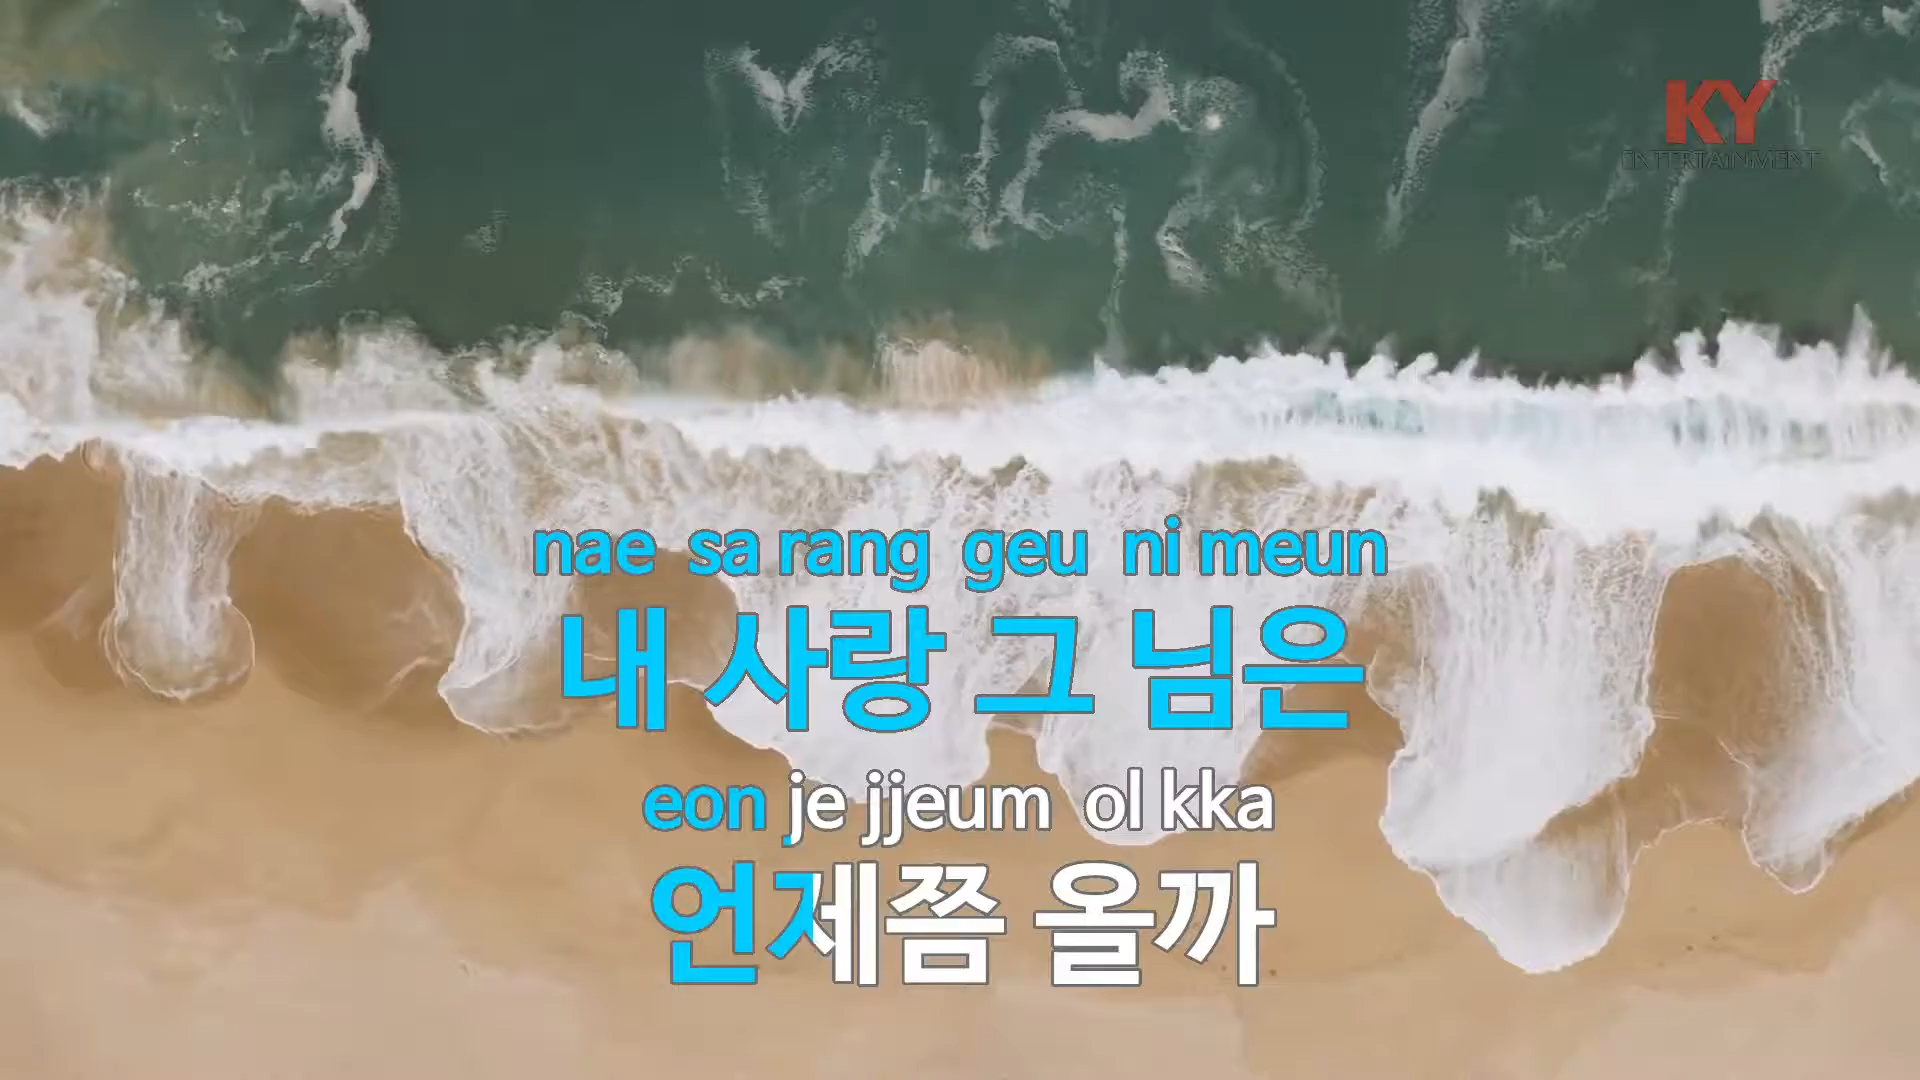 KY
ENTERTAINMENT
nae sa rang geu ni meun
내 사랑 그 님은
eon je jjeum ol kka
언제쯤 올까